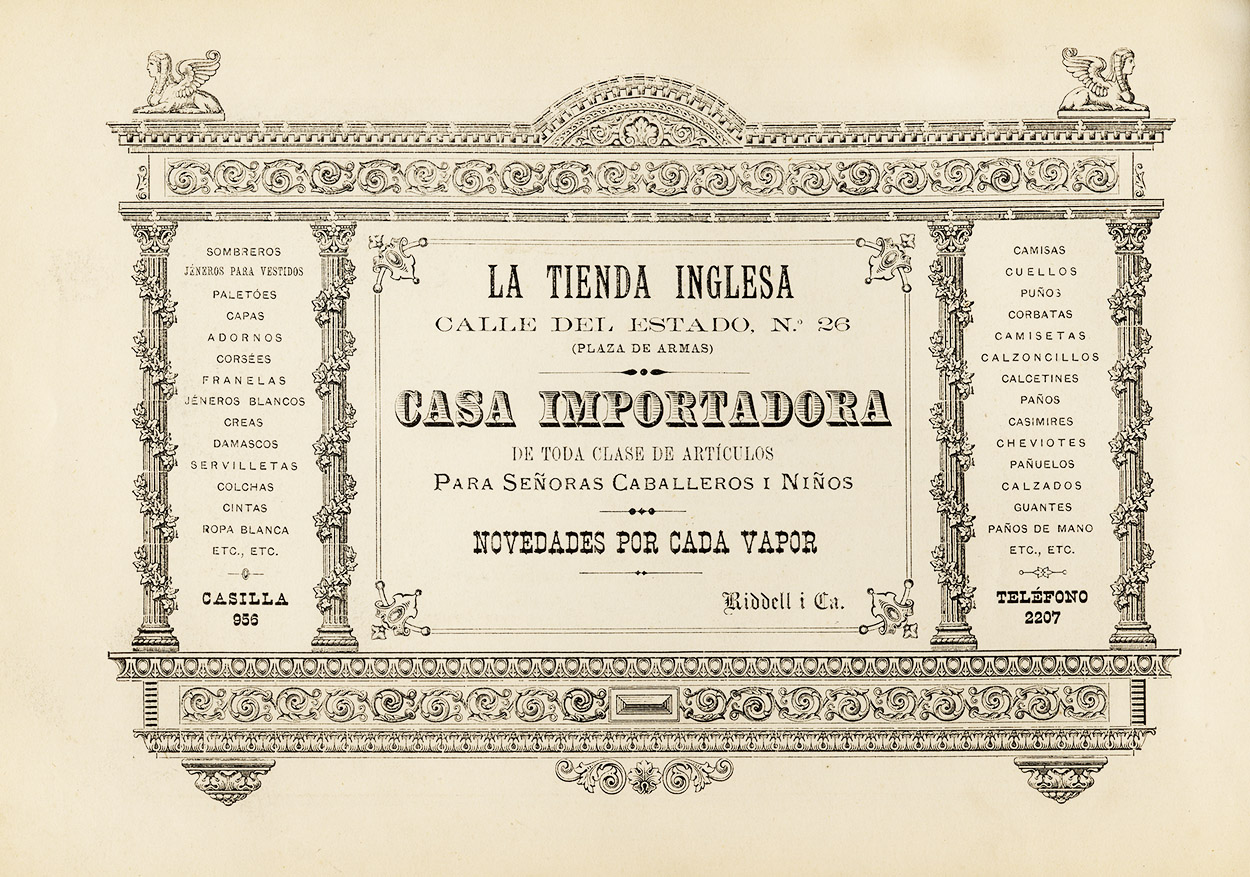 SOMBREROS
JÉNEROS PARA VESTIDOS
PALETÓES
CAPAS
ADORNOS
CORSÉES
FRANELAS
JÉNEROS BLANCOS
CREAS
DAMASCOS
SERVILLETAS
COLCHAS
CINTAS
ROPA BLANCA
ETC., ETC.
CASILLA
956
LA TIENDA INGLESA
CALLE DEL ESTADO, N.º 26
(PLAZA DE ARMAS)
CASA IMPORTADORA
DE TODA CLASE DE ARTÍCULOS
PARA SEÑORAS CABALLEROS I NIÑOS
NOVEDADES POR CADA VAPOR
Riddell i Ca.
CAMISAS
CUELLOS
PUÑOS
CORBATAS
CAMISETAS
CALZONCILLOS
CALCETINES
PAÑOS
CASIMIRES
CHEVIOTES
PAÑUELOS
CALZADOS
GUANTES
PAÑOS DE MANO
ETC., ETC.
TELÉFONO
2207